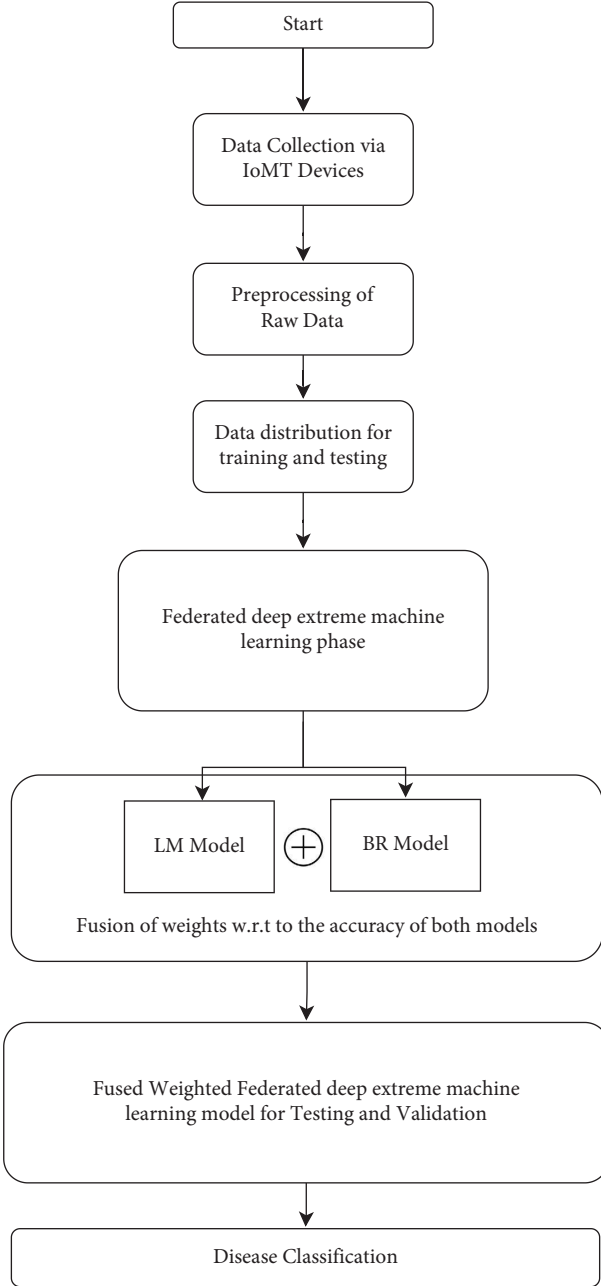 Start
Data Collection via
IoMT Devices
Preprocessing of
Raw Data
Data distribution for
training and testing
Federated deep extreme machine
learning phase
LM Model
BR Model
Fusion of weights w.r.t to the accuracy of both models
Fused Weighted Federated deep extreme machine
learning model for Testing and Validation
Disease Classification